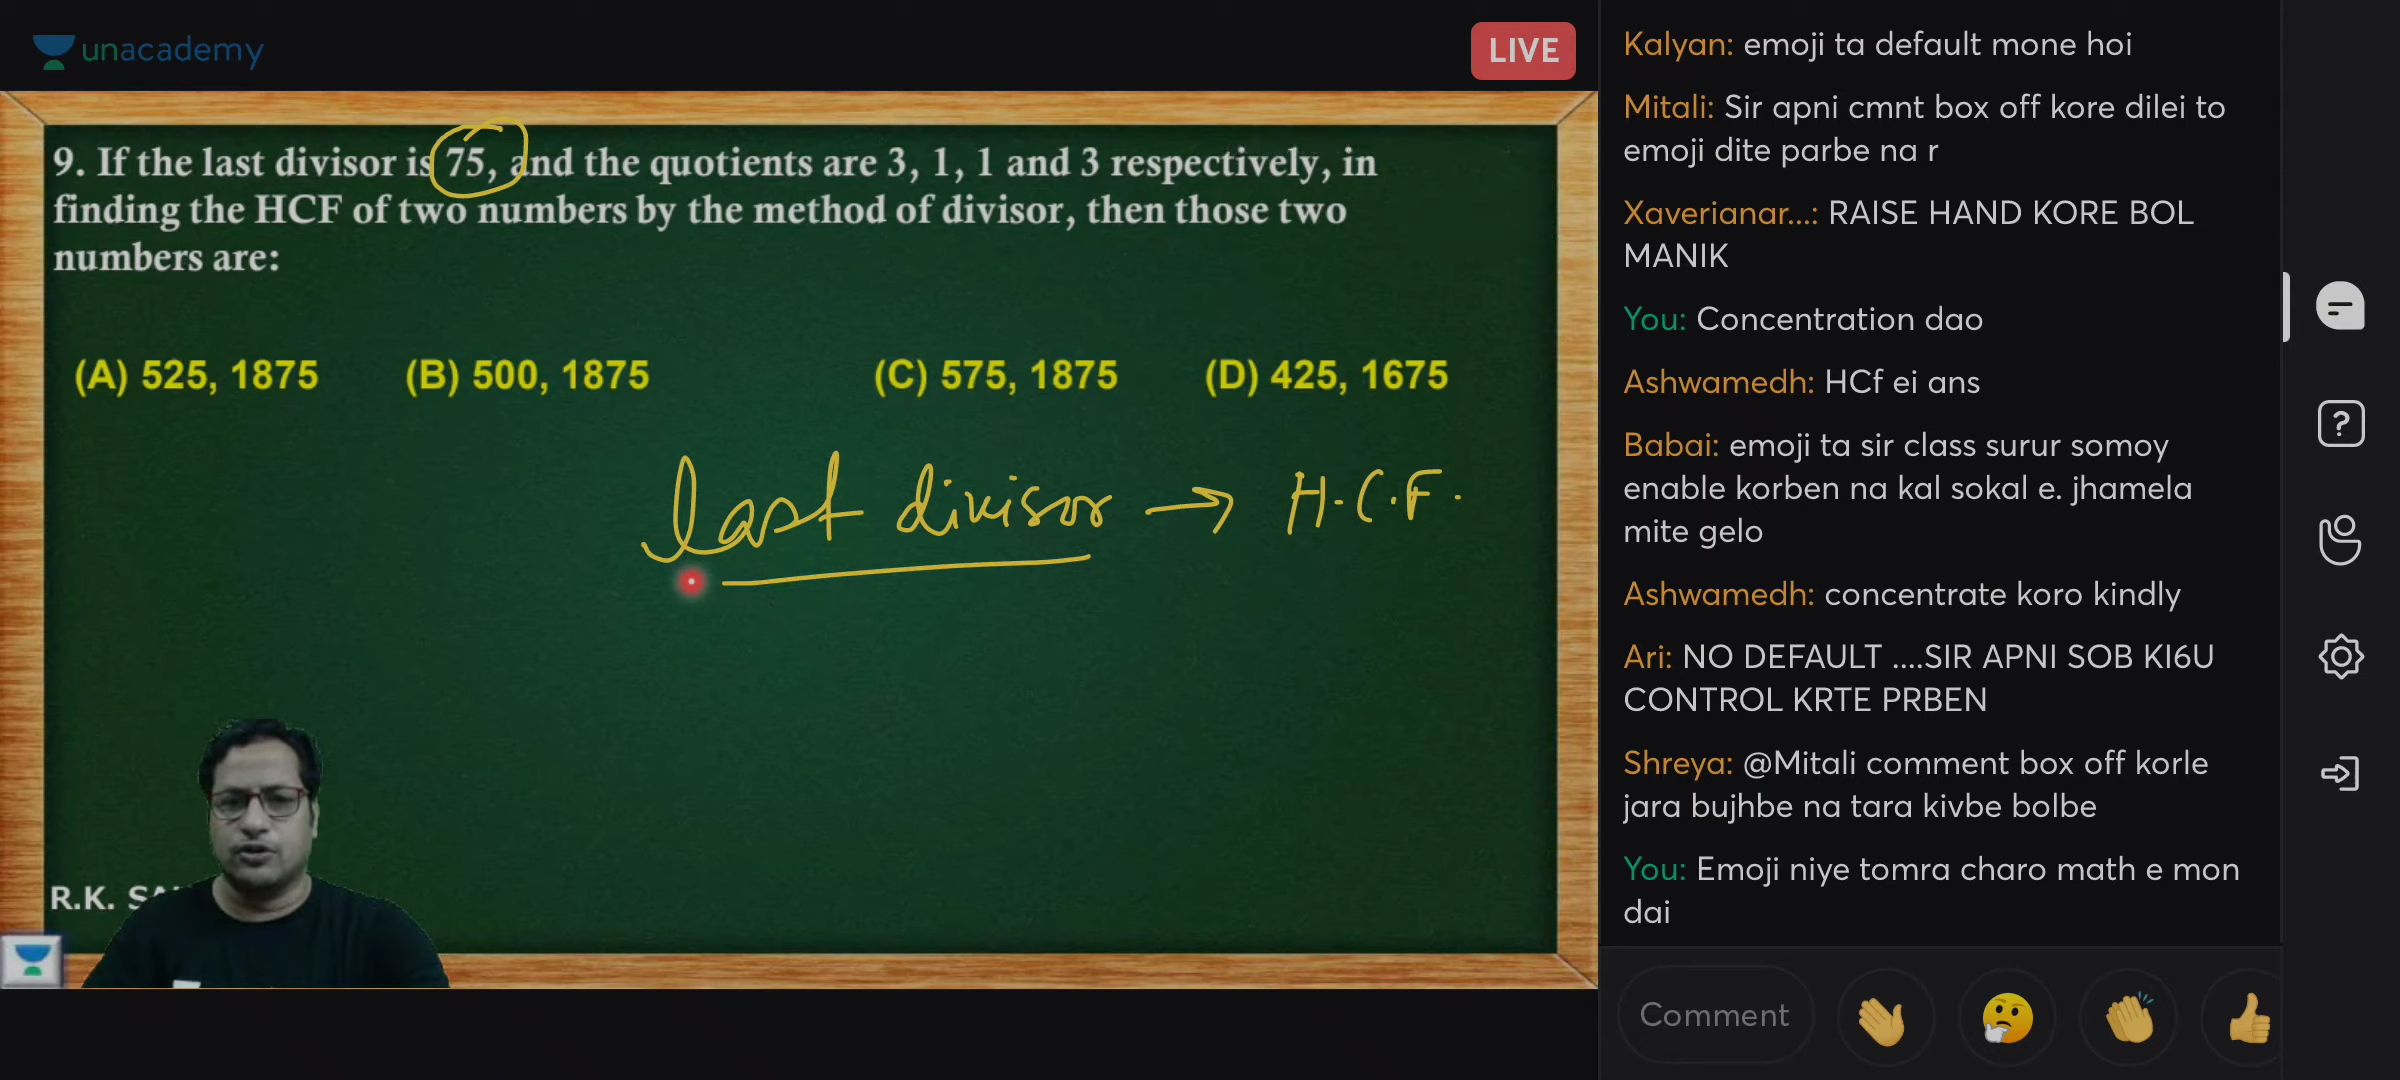 unacademy
LIVE
9. If the last divisor is 75, and the quotients are 3, 1, 1 and 3 respectively, in
finding the HCF of two numbers by the method of divisor, then those two
numbers are:
(A) 525, 1875 (B) 500, 1875 (C) 575, 1875 (D) 425, 1675
last divisor → H.C.F.
R.K.
Kalyan: emoji ta default mone hoi
Mitali: Sir apni cmnt box off kore dilei to
emoji dite parbe na r
Xaverianar...: RAISE HAND KORE BOL
MANIK
You: Concentration dao
Ashwamedh: HCf ei ans
Babai: emoji ta sir class surur somoy
enable korben na kal sokal e. jhamela
mite gelo
Ashwamedh: concentrate koro kindly
Ari: NO DEFAULT ....SIR APNI SOB KI6U
CONTROL KRTE PRBEN
Shreya: @Mitali comment box off korle
jara bujhbe na tara kivbe bolbe
You: Emoji niye tomra charo math e mon
dai
Comment